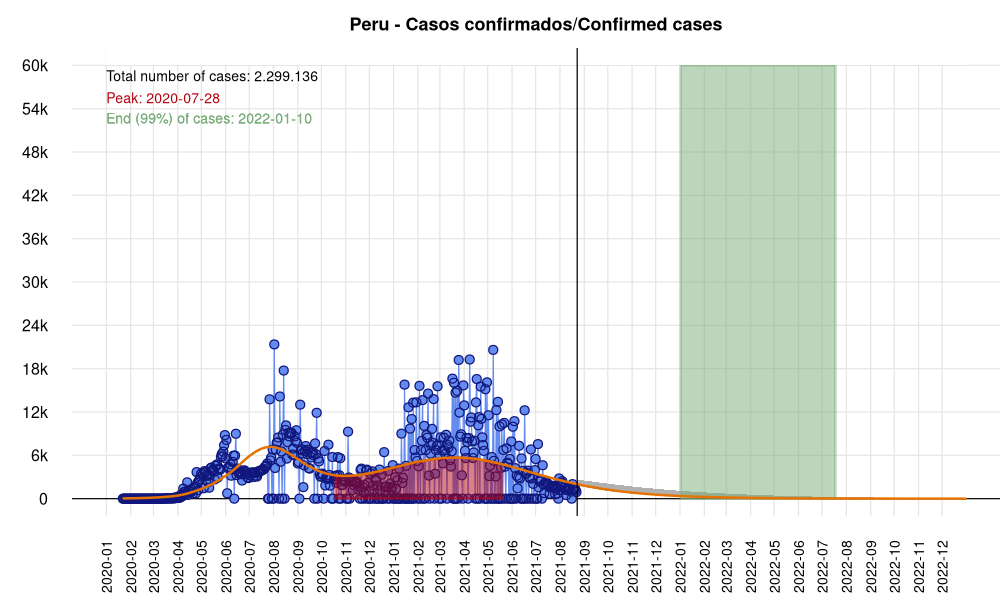 Peru - Casos confirmados/Confirmed cases
Total number of cases: 2.299.136
Peak: 2020-07-28
End (99%) of cases: 2022-01-10
60k
54k
48k
42k
36k
30k
24k
18k
12k
6k
0
2020-01
2020-02
2020-03
2020-04
2020-05
2020-06
2020-07
2020-08
2020-09
2020-10
2020-11
2020-12
2021-01
2021-02
2021-03
2021-04
2021-05
2021-06
2021-07
2021-08
2021-09
2021-10
2021-11
2021-12
2022-01
2022-02
2022-03
2022-04
2022-05
2022-06
2022-07
2022-08
2022-09
2022-10
2022-11
2022-12